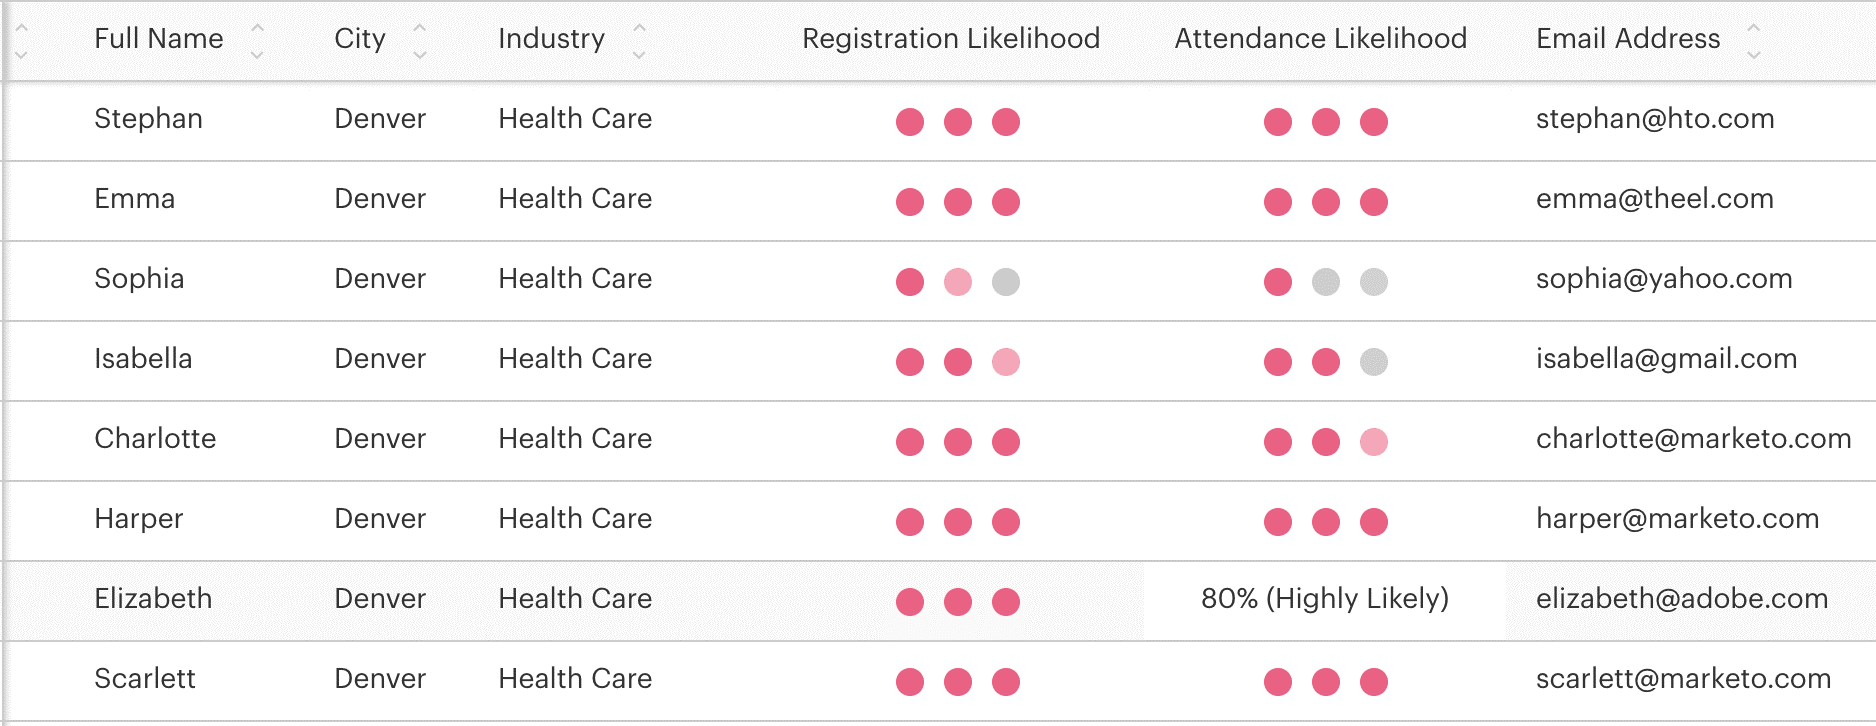 Full Name City Industry Registration Likelihood Attendance Likelihood Email Address
Stephan Denver Health Care stephan@hto.com
Emma Denver Health Care emma@theel.com
Sophia Denver Health Care sophia@yahoo.com
Isabella Denver Health Care isabella@gmail.com
Charlotte Denver Health Care charlotte@marketo.com
Harper Denver Health Care harper@marketo.com
Elizabeth Denver Health Care 80% (Highly Likely) elizabeth@adobe.com
Scarlett Denver Health Care scarlett@marketo.com